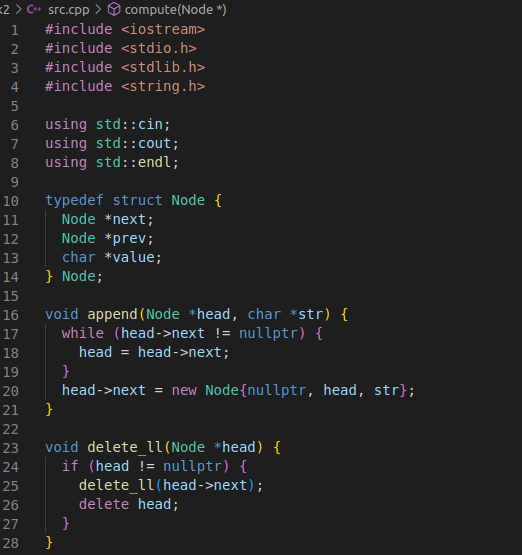 k2 > C++ src.cpp > compute(Node *)
1 #include <iostream>
2 #include <stdio.h>
3 #include <stdlib.h>
4 #include <string.h>
5
6 using std::cin;
7 using std::cout;
8 using std::endl;
9
10 typedef struct Node {
11   Node *next;
12   Node *prev;
13   char *value;
14 } Node;
15
16 void append(Node *head, char *str) {
17   while (head->next != nullptr) {
18     head = head->next;
19   }
20   head->next = new Node{nullptr, head, str};
21 }
22
23 void delete_ll(Node *head) {
24   if (head != nullptr) {
25     delete_ll(head->next);
26     delete head;
27   }
28 }